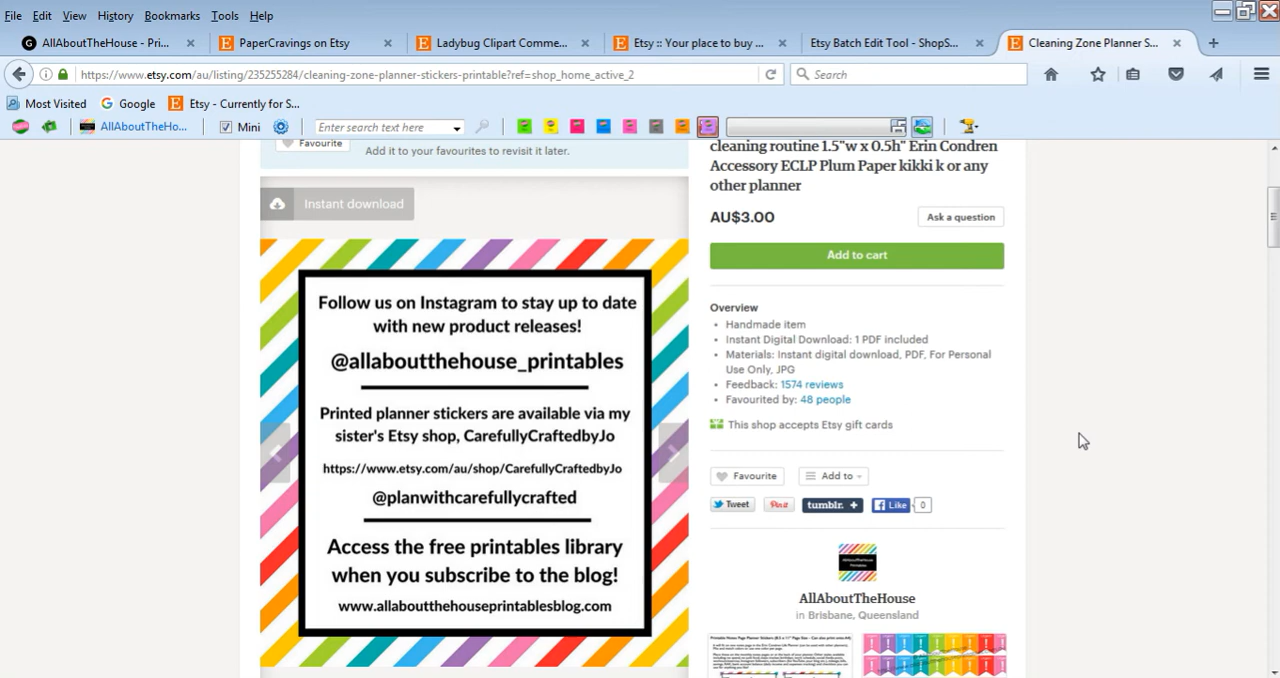 File Edit View History Bookmarks Tools Help
AllAboutTheHouse - Pri... PaperCravings on Etsy Ladybug Clipart Comme... Etsy :: Your place to buy ... Etsy Batch Edit Tool - ShopS... Cleaning Zone Planner S...
https://www.etsy.com/au/listing/235255284/cleaning-zone-planner-stickers-printable?ref=shop_home_active_2 Search
Most Visited Google Etsy - Currently for S...
AllAboutTheHo... Mini Enter search text here
Favourite Add it to your favourites to revisit it later.
Instant download
Follow us on Instagram to stay up to date
with new product releases!
@allaboutthehouse_printables
Printed planner stickers are available via my
sister's Etsy shop, CarefullyCraftedbyJo
https://www.etsy.com/au/shop/CarefullyCraftedbyJo
@planwithcarefullycrafted
Access the free printables library
when you subscribe to the blog!
www.allaboutthehouseprintablesblog.com
cleaning routine 1.5"w x 0.5h" Erin Condren
Accessory ECLP Plum Paper kikki k or any
other planner
AU$3.00 Ask a question
Add to cart
Overview
• Handmade item
• Instant Digital Download: 1 PDF included
• Materials: Instant digital download, PDF, For Personal
Use Only, JPG
• Feedback: 1574 reviews
• Favourited by: 48 people
This shop accepts Etsy gift cards
Favourite Add to
Tweet Pin it tumblr. + Like 0
AllAboutTheHouse
in Brisbane, Queensland